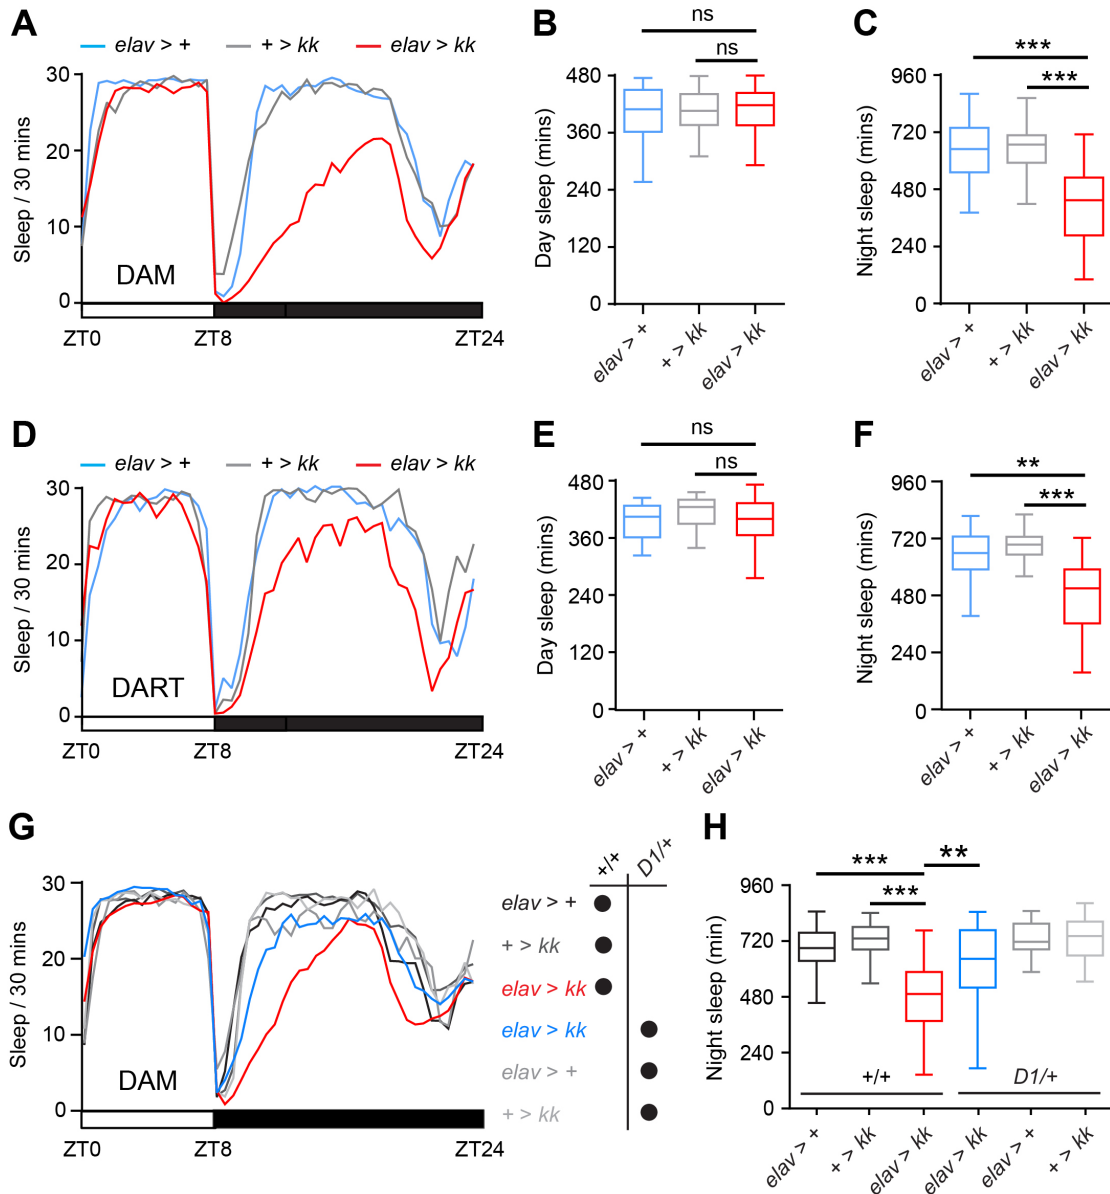 A
elav > +
+ > kk
elav > kk
Sleep / 30 mins
30
20
10
0
DAM
ZT0
ZT8
ZT24
B
ns
ns
Day sleep (mins)
480
360
240
120
0
elav > +
+ > kk
elav > kk
C
***
***
Night sleep (mins)
960
720
480
240
0
elav > +
+ > kk
elav > kk
D
elav > +
+ > kk
elav > kk
Sleep / 30 mins
30
20
10
0
DART
ZT0
ZT8
ZT24
E
ns
ns
Day sleep (mins)
480
360
240
120
0
elav > +
+ > kk
elav > kk
F
**
***
Night sleep (mins)
960
720
480
240
0
elav > +
+ > kk
elav > kk
G
Sleep / 30 mins
30
20
10
0
DAM
ZT0
ZT8
ZT24
+/+
D1/+
elav > +
+ > kk
elav > kk
elav > kk
elav > +
+ > kk
H
***
**
***
Night sleep (min)
960
720
480
240
0
+/+
D1/+
elav > +
+ > kk
elav > kk
elav > kk
elav > +
+ > kk